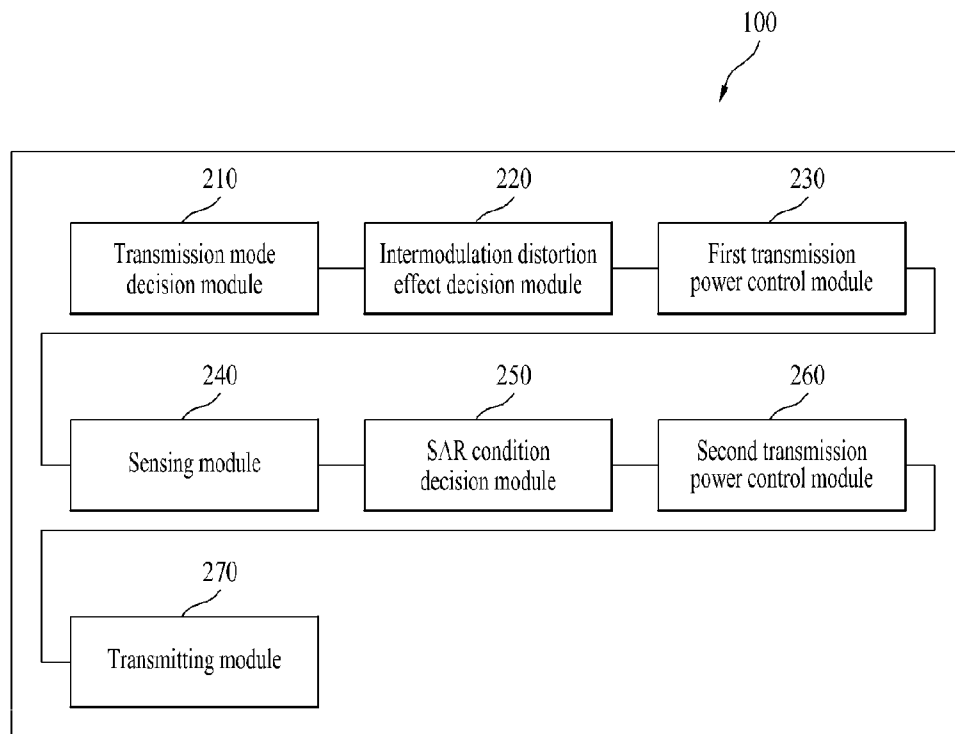 100
210
220
230
Transmission mode
decision module
Intermodulation distortion
effect decision module
First transmission
power control module
240
250
260
Sensing module
SAR condition
decision module
Second transmission
power control module
270
Transmitting module